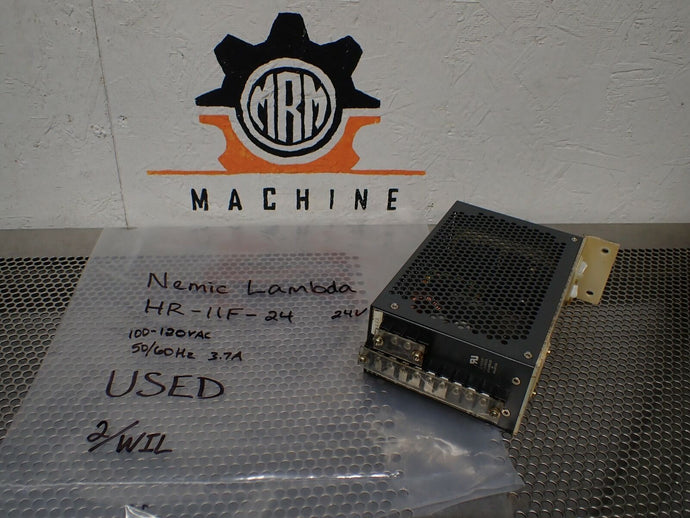 MRM
MACHINE
Nemic Lambda
HR-11F-24 24V
100-120VAC
50/60Hz 3.7A
USED
2/WIL